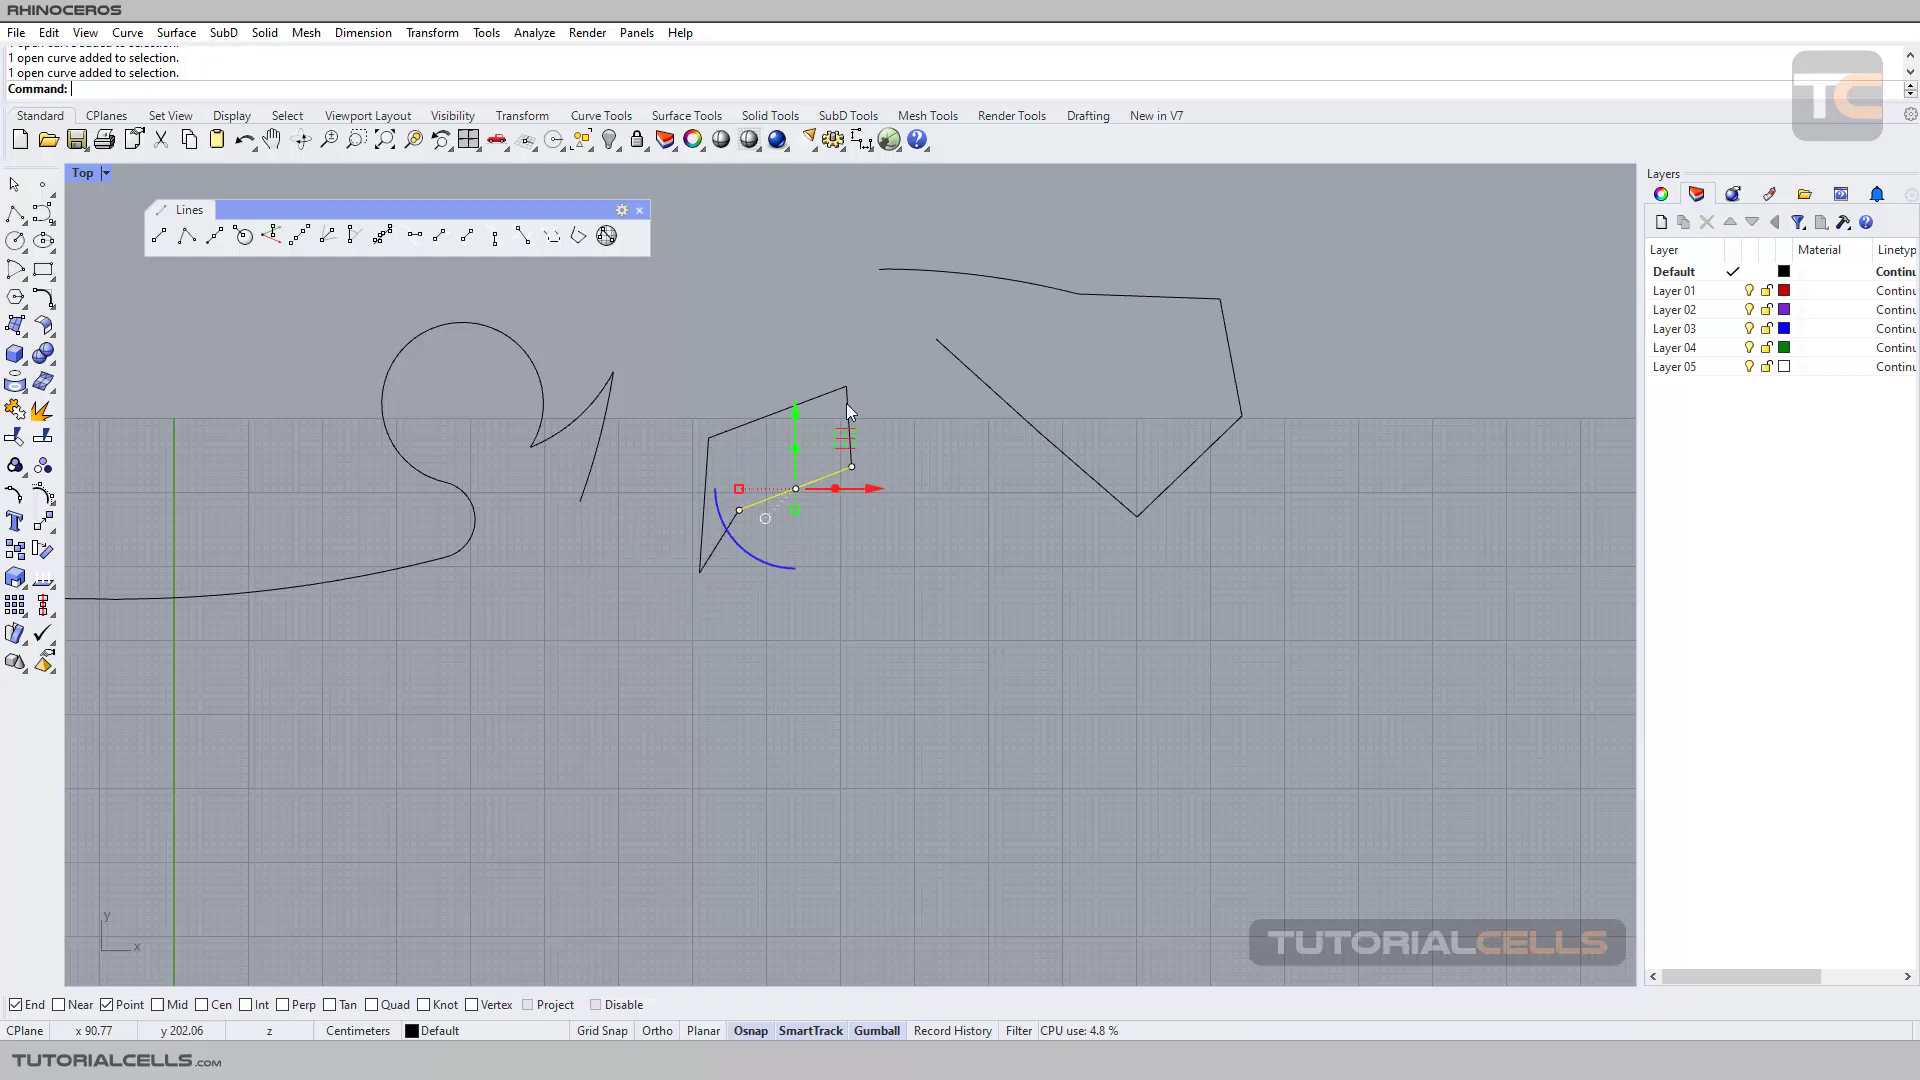 RHINOCEROS
File Edit View Curve Surface SubD Solid Mesh Dimension Transform Tools Analyze Render Panels Help
1 open curve added to selection.
1 open curve added to selection.
Command:
TC
Standard CPlanes Set View Display Select Viewport Layout Visibility Transform Curve Tools Surface Tools Solid Tools SubD Tools Mesh Tools Render Tools Drafting New in V7
Top
Lines
Layers
Layer Material Linetyp
Default Continu
Layer 01 Continu
Layer 02 Continu
Layer 03 Continu
Layer 04 Continu
Layer 05 Continu
y
x
TUTORIALCELLS
End Near Point Mid Cen Int Perp Tan Quad Knot Vertex Project Disable
CPlane x 90.77 y 202.06 z Centimeters Default Grid Snap Ortho Planar Osnap SmartTrack Gumball Record History Filter CPU use: 4.8 %
TUTORIALCELLS.COM